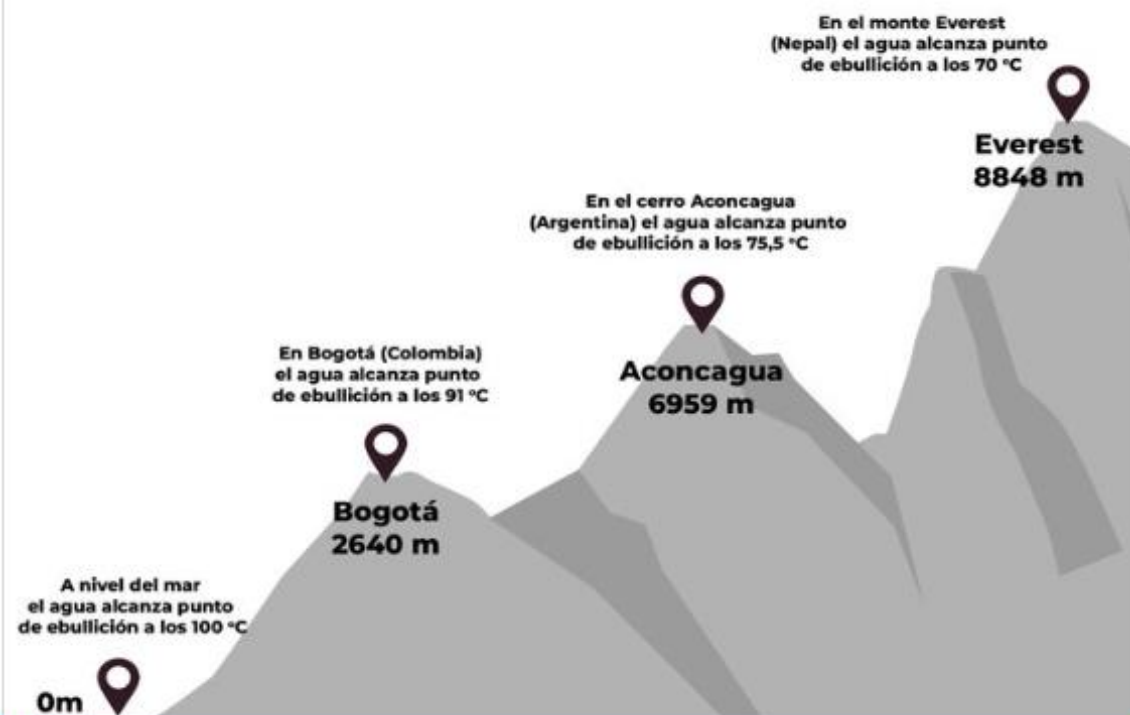 En el monte Everest
(Nepal) el agua alcanza punto
de ebullición a los 70 °C
Everest
8848 m
En el cerro Aconcagua
(Argentina) el agua alcanza punto
de ebullición a los 75,5 °C
Aconcagua
6959 m
En Bogotá (Colombia)
el agua alcanza punto
de ebullición a los 91 °C
Bogotá
2640 m
A nivel del mar
el agua alcanza punto
de ebullición a los 100 °C
0m